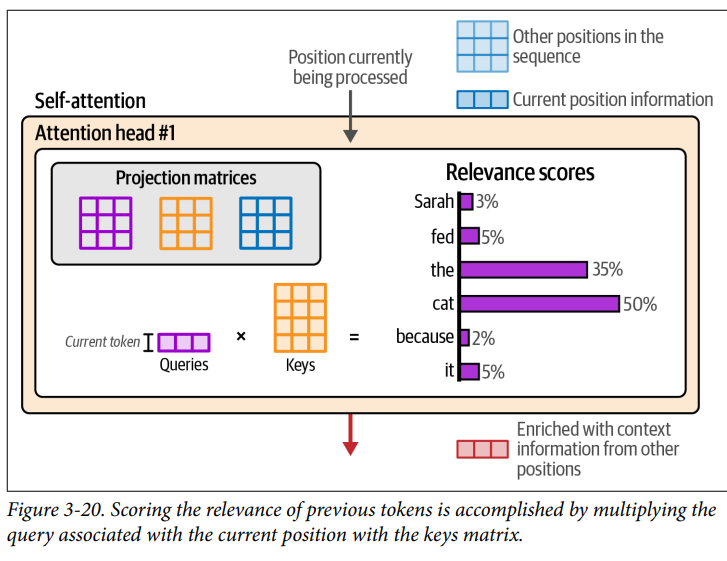 Position currently
being processed
Other positions in the
sequence
Current position information
Self-attention
Attention head #1
Projection matrices
Relevance scores
Sarah 3%
fed 5%
the 35%
cat 50%
because 2%
it 5%
Current token
×
=
Queries
Keys
Enriched with context
information from other
positions
Figure 3-20. Scoring the relevance of previous tokens is accomplished by multiplying the
query associated with the current position with the keys matrix.